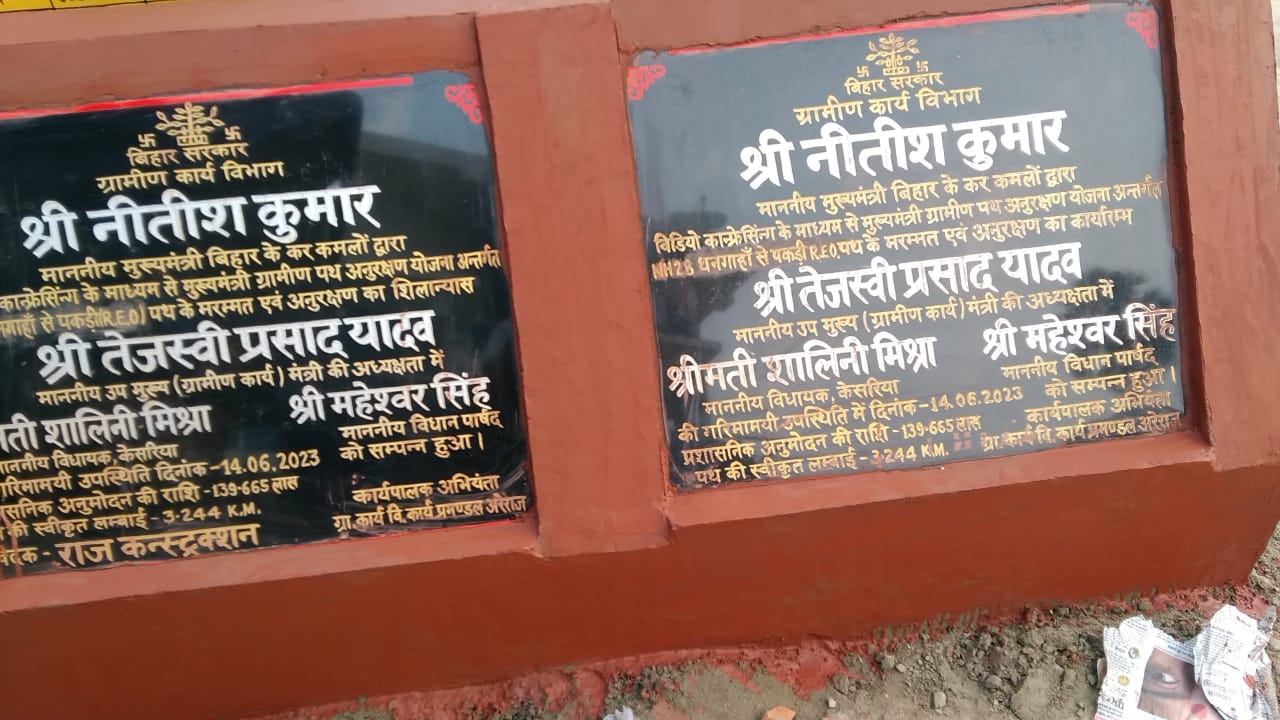 बिहार सरकार
ग्रामीण कार्य विभाग
श्री नीतीश कुमार
माननीय मुख्यमंत्री बिहार के कर कमलों द्वारा
कान्फ्रेसिंग के माध्यम से मुख्यमंत्री ग्रामीण पथ अनुरक्षण योजना अन्तर्गत
से पकड़ी(R.E.O) पथ के मरम्मत एवं अनुरक्षण का शिलान्यास
श्री तेजस्वी प्रसाद यादव
माननीय उप मुख्य (ग्रामीण कार्य) मंत्री की अध्यक्षता में
मती शालिनी मिश्रा श्री महेश्वर सिंह
माननीय विधायक, केसरिया माननीय विधान पार्षद
गरिमामयी उपस्थिति दिनांक-14.06.2023 को सम्पन्न हुआ।
अनुमोदन की राशि -139.665 लाख कार्यपालक अभियंता
की स्वीकृत लम्बाई - 3.244 K.M. ग्रा.कार्य वि.कार्य प्रमण्डल अरेराज
राज कन्स्ट्रक्शन
बिहार सरकार
ग्रामीण कार्य विभाग
श्री नीतीश कुमार
माननीय मुख्यमंत्री बिहार के कर कमलों द्वारा
विडियो कान्फ्रेसिंग के माध्यम से मुख्यमंत्री ग्रामीण पथ अनुरक्षण योजना अन्तर्गत
NH28 धनगाहाँ से पकड़ी R.E.O. पथ के मरम्मत एवं अनुरक्षण का कार्यारम्भ
श्री तेजस्वी प्रसाद यादव
माननीय उप मुख्य (ग्रामीण कार्य) मंत्री की अध्यक्षता में
श्रीमती शालिनी मिश्रा श्री महेश्वर सिंह
माननीय विधायक, केसरिया माननीय विधान पार्षद
की गरिमामयी उपस्थिति में दिनांक-14.06.2023 को सम्पन्न हुआ।
प्रशासनिक अनुमोदन की राशि -139.665 लाख कार्यपालक अभियंता
पथ की स्वीकृत लम्बाई - 3.244 K.M. ग्रा.कार्य वि.कार्य प्रमण्डल अरेराज